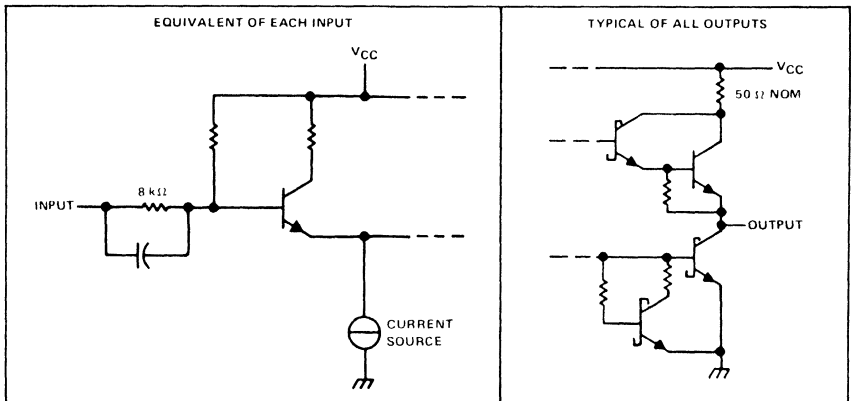 EQUIVALENT OF EACH INPUT
VCC
8 kΩ
INPUT
CURRENT
SOURCE
TYPICAL OF ALL OUTPUTS
VCC
50 Ω NOM
OUTPUT